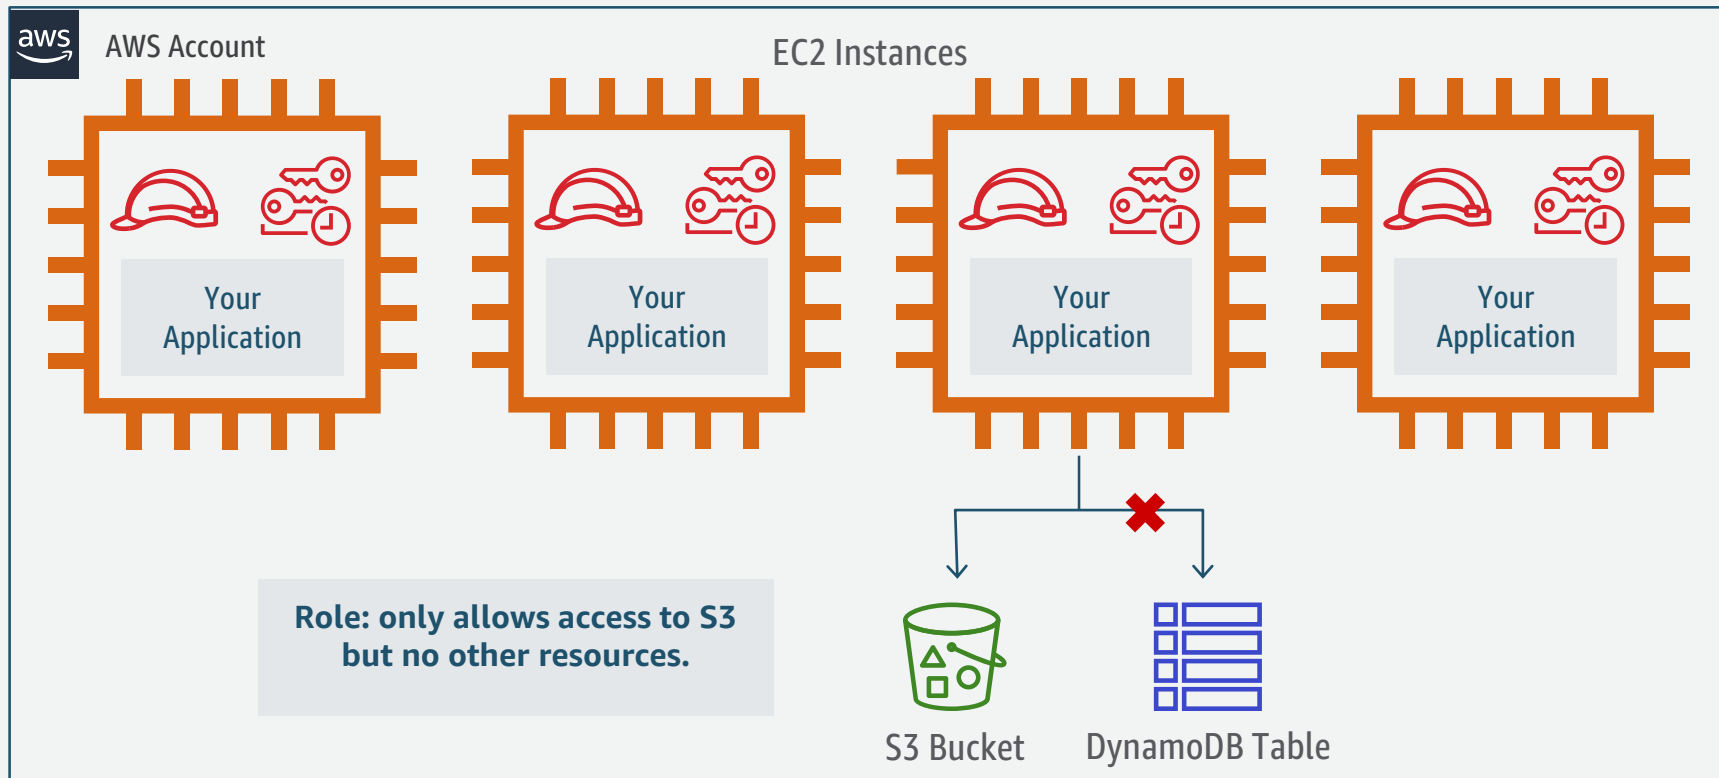 aws
AWS Account
EC2 Instances
Your
Application
Your
Application
Your
Application
Your
Application
Role: only allows access to S3
but no other resources.
S3 Bucket
DynamoDB Table